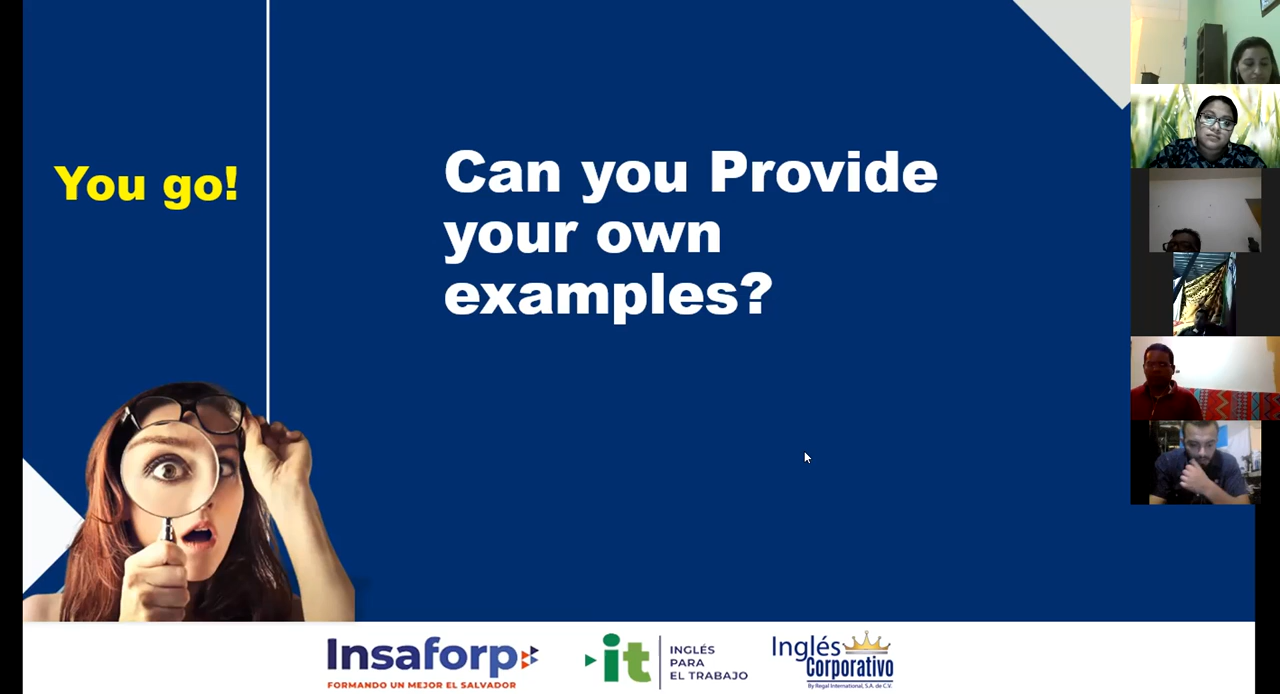 You go!
Can you Provide
your own
examples?
Insaforp
FORMANDO UN MEJOR EL SALVADOR
it
INGLÉS
PARA
EL TRABAJO
Inglés
Corporativo
By Regal International, S.A. de C.V.